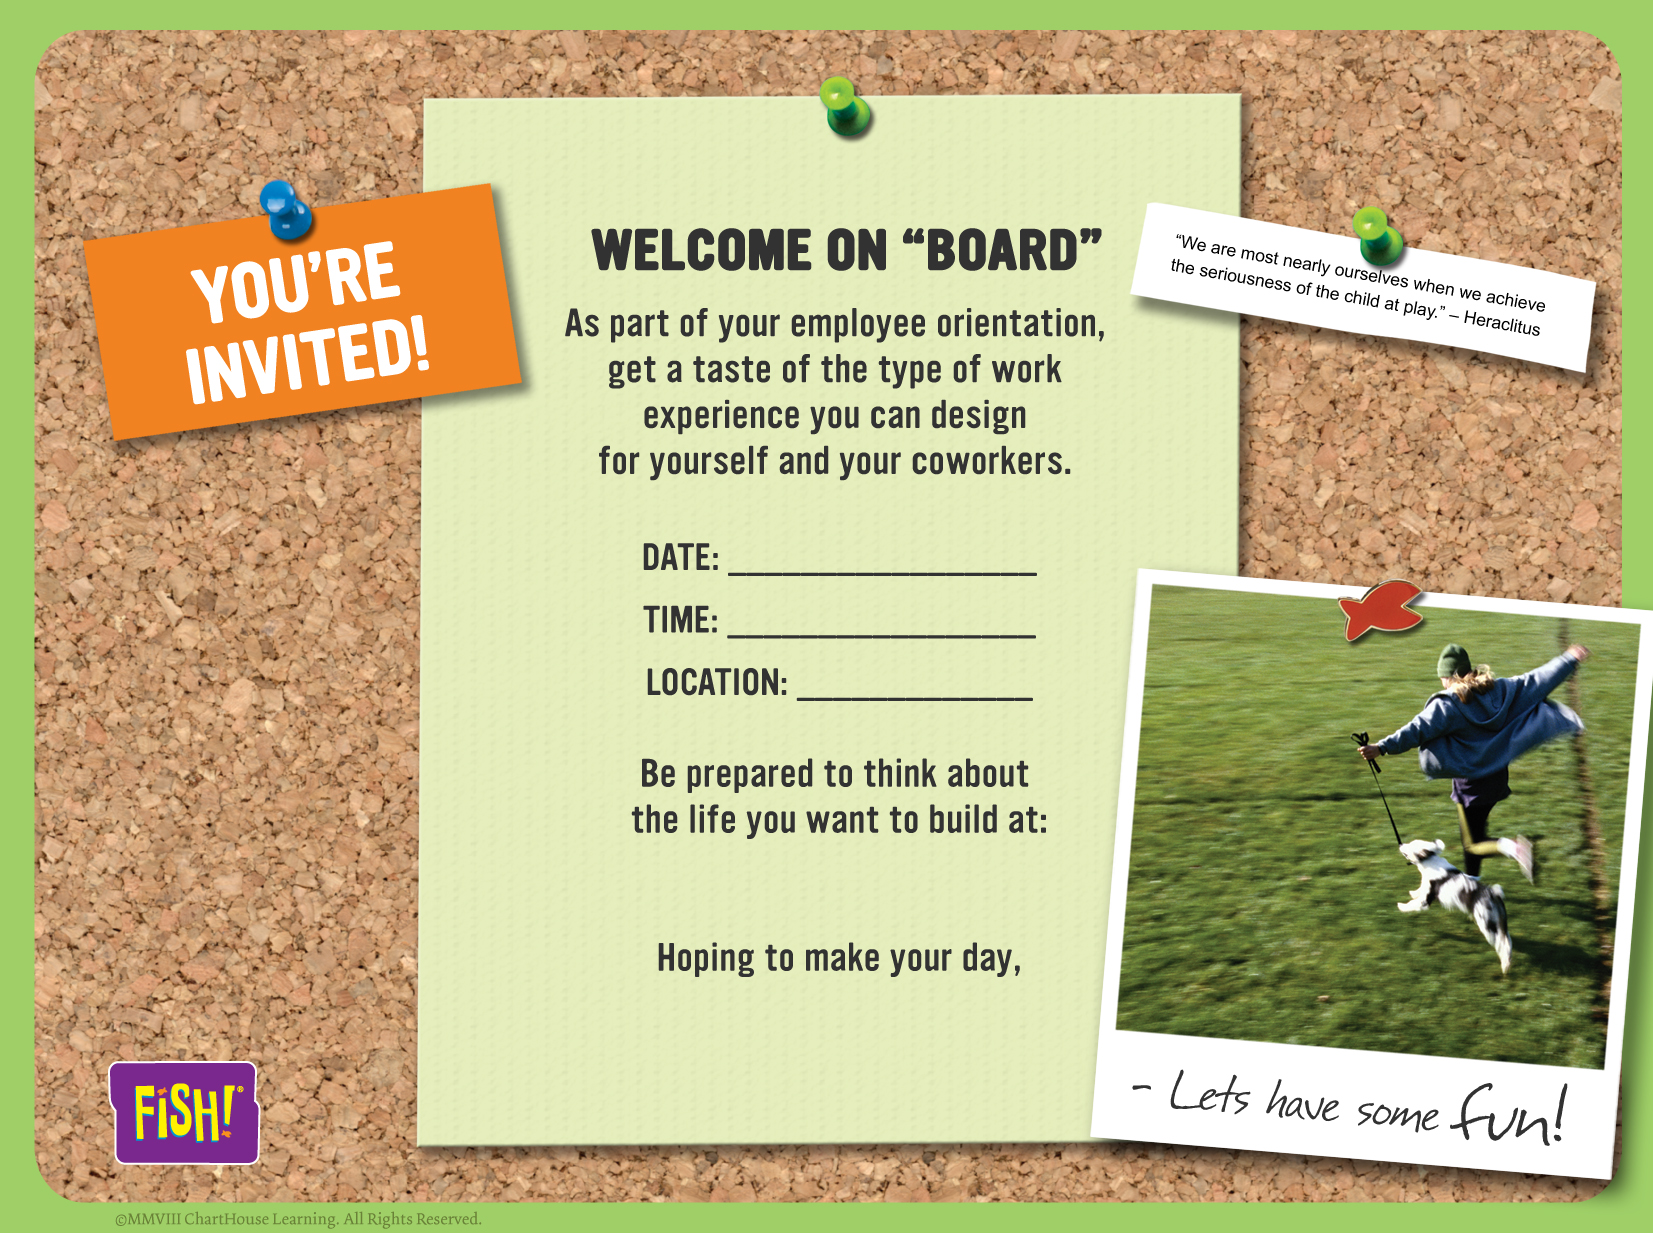 YOU'RE
INVITED!
WELCOME ON “BOARD”
As part of your employee orientation,
get a taste of the type of work
experience you can design
for yourself and your coworkers.
DATE: _________________
TIME: _________________
LOCATION: _____________
Be prepared to think about
the life you want to build at:
Hoping to make your day,
“We are most nearly ourselves when we achieve
the seriousness of the child at play.” – Heraclitus
- Lets have some fun!
FiSH!®
©MMVIII ChartHouse Learning. All Rights Reserved.